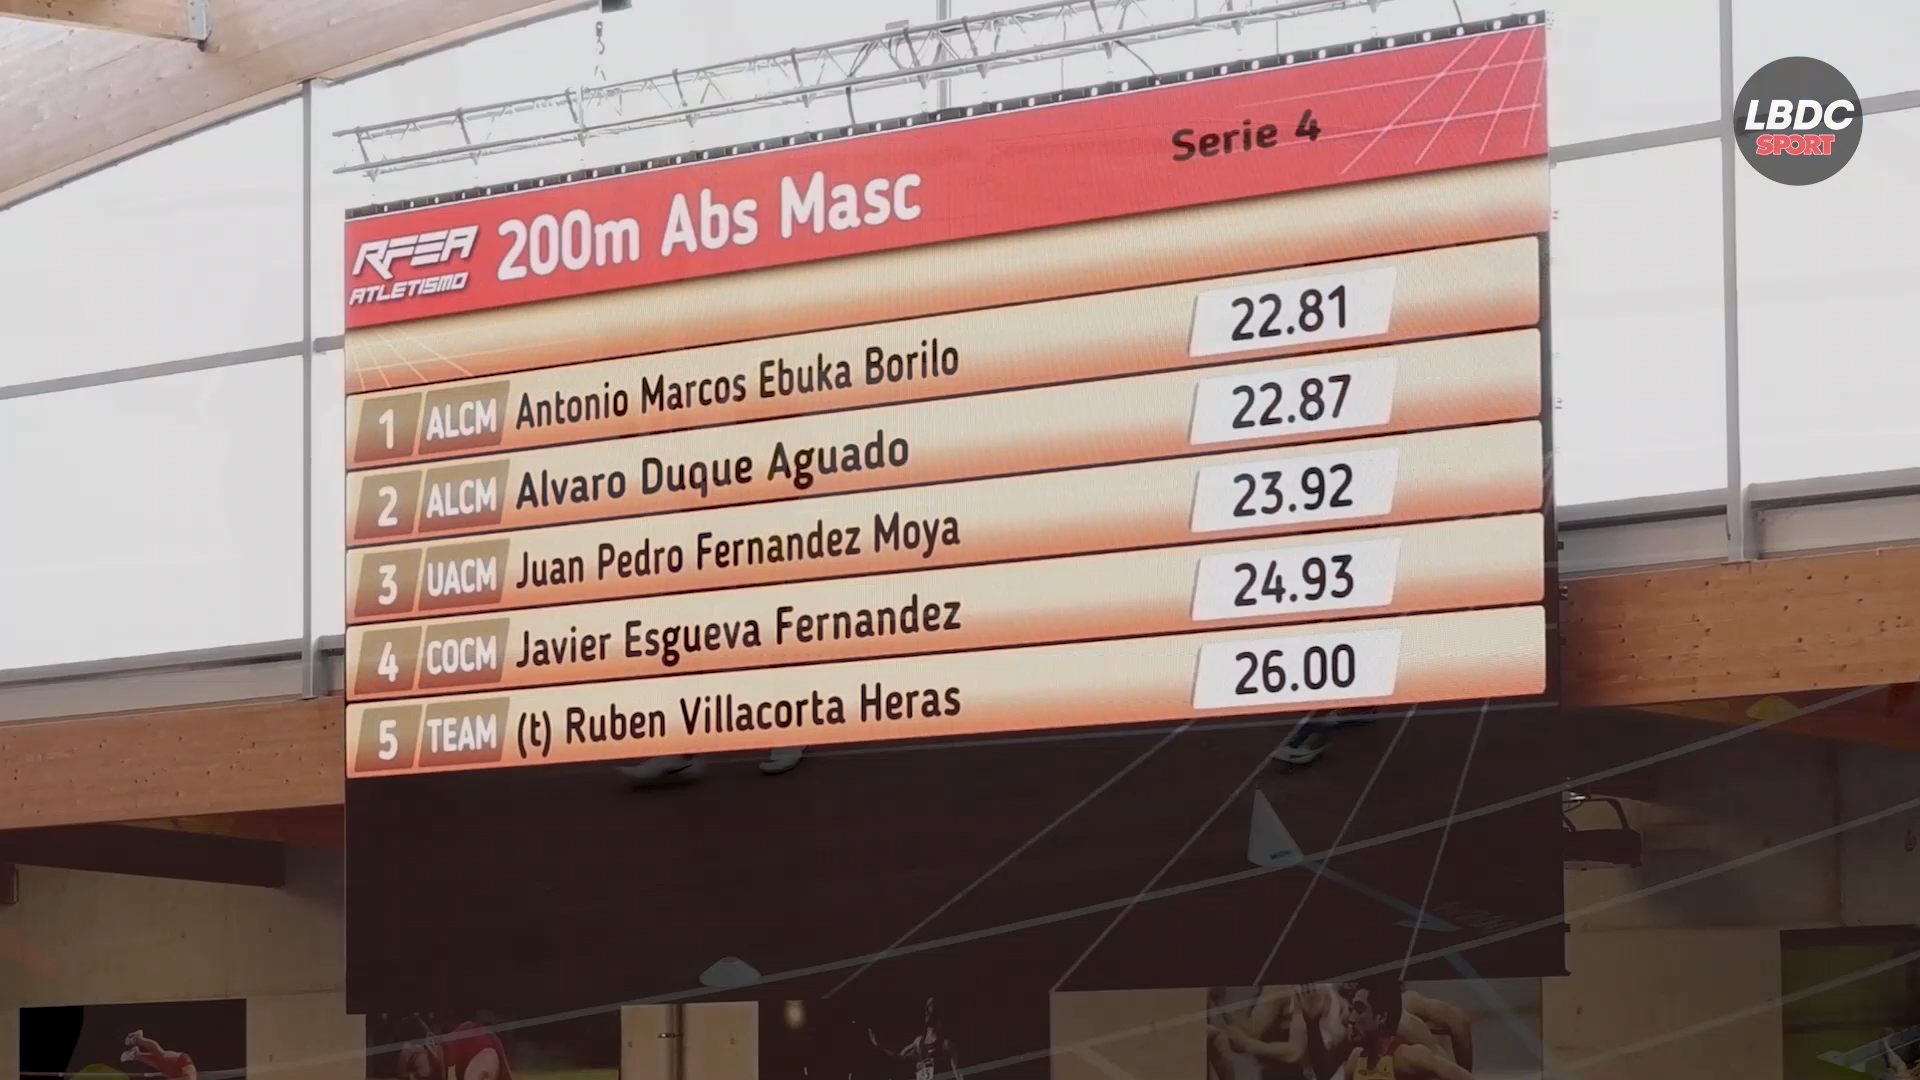 LBDC
SPORT
Serie 4
RFEA
ATLETISMO
200m Abs Masc
1 ALCM Antonio Marcos Ebuka Borilo 22.81
2 ALCM Alvaro Duque Aguado 22.87
3 UACM Juan Pedro Fernandez Moya 23.92
4 COCM Javier Esgueva Fernandez 24.93
5 TEAM (t) Ruben Villacorta Heras 26.00